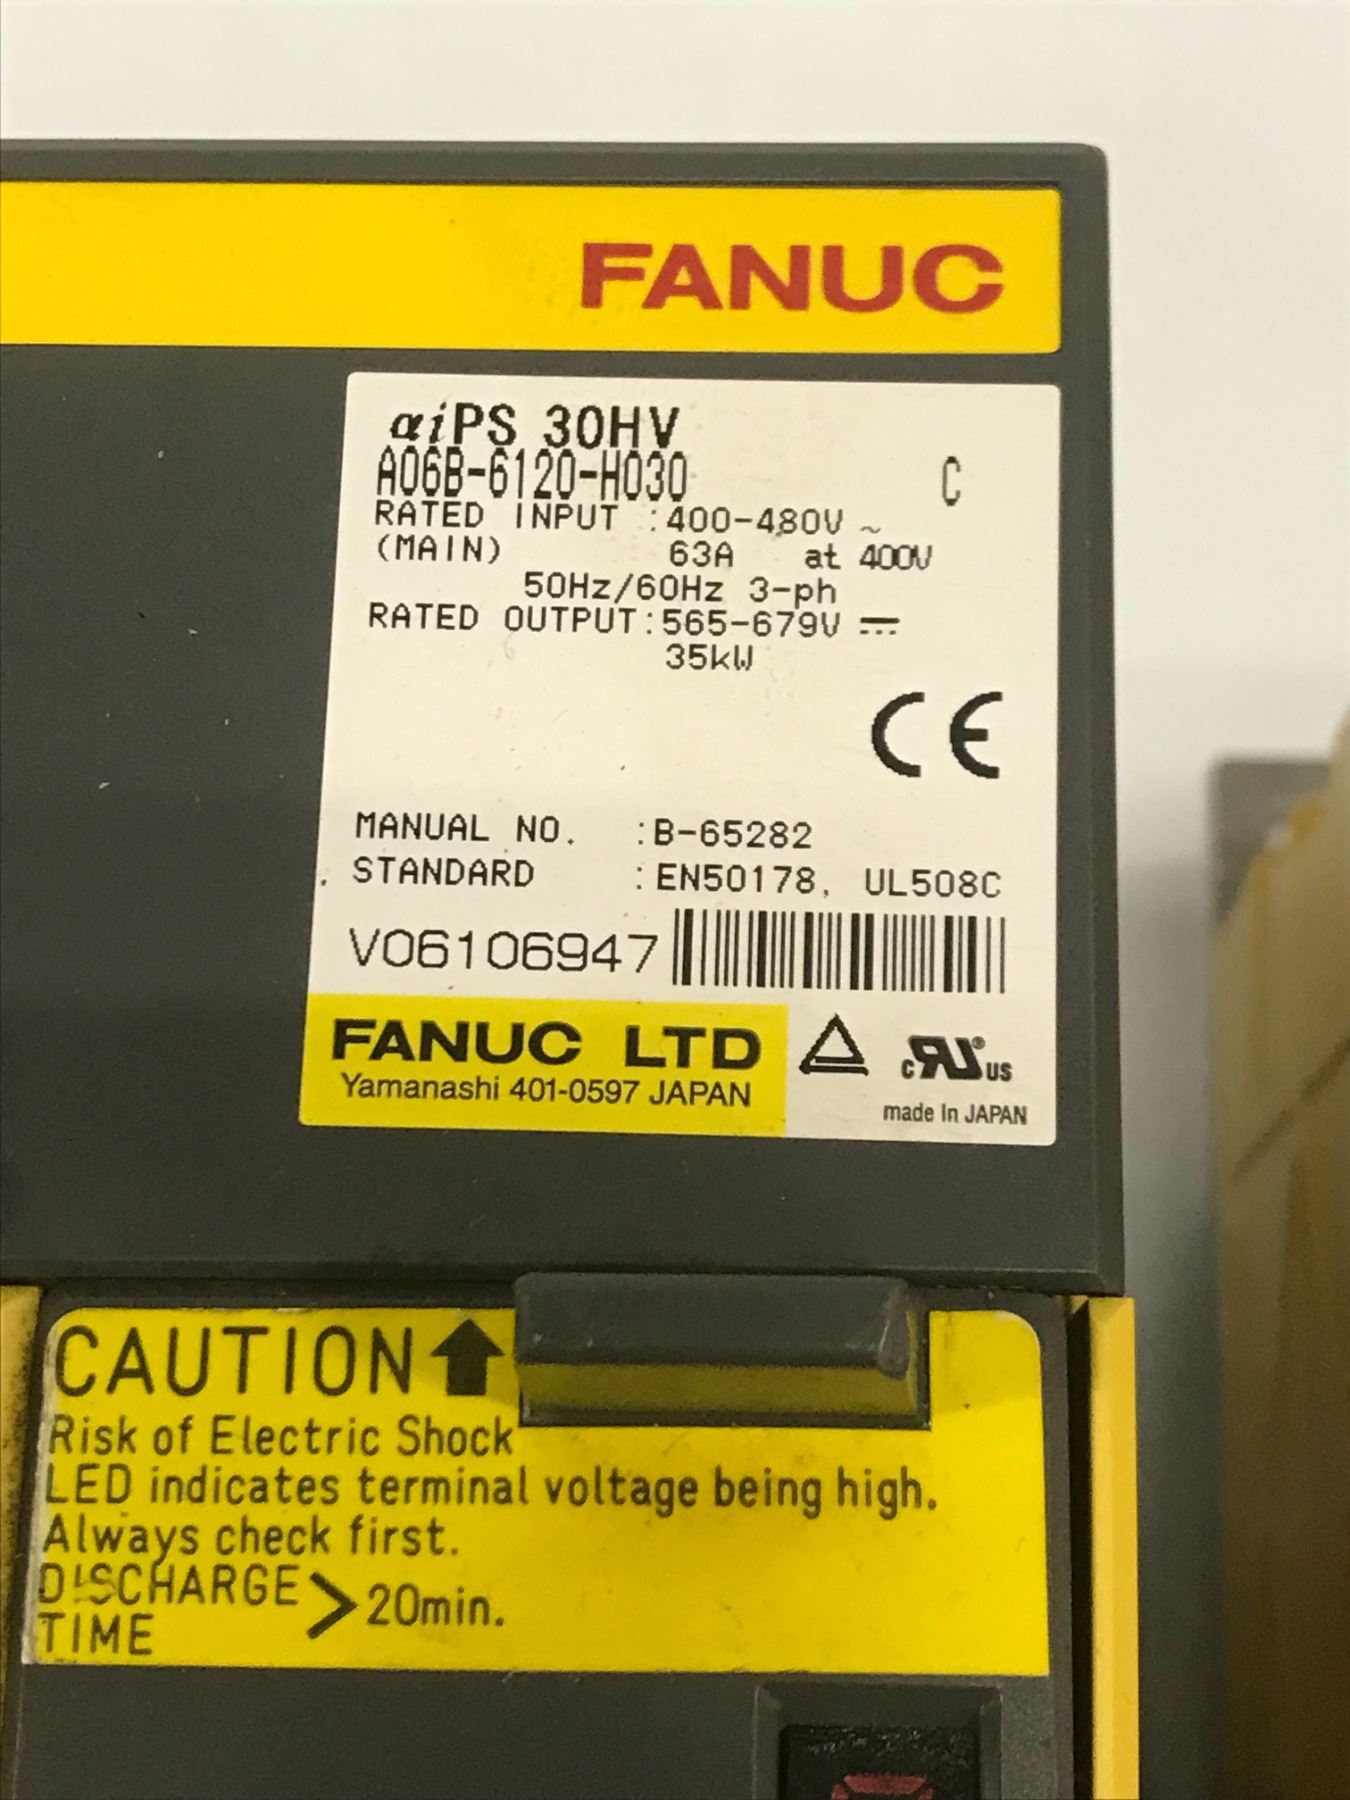 FANUC
αiPS 30HV
A06B-6120-H030 C
RATED INPUT :400-480V ~
(MAIN) 63A at 400V
50Hz/60Hz 3-ph
RATED OUTPUT:565-679V ⎓
35kW
CE
MANUAL NO. :B-65282
STANDARD :EN50178, UL508C
V06106947
FANUC LTD
Yamanashi 401-0597 JAPAN
c RU® US
made In JAPAN
CAUTION
Risk of Electric Shock
LED indicates terminal voltage being high.
Always check first.
DISCHARGE TIME > 20min.